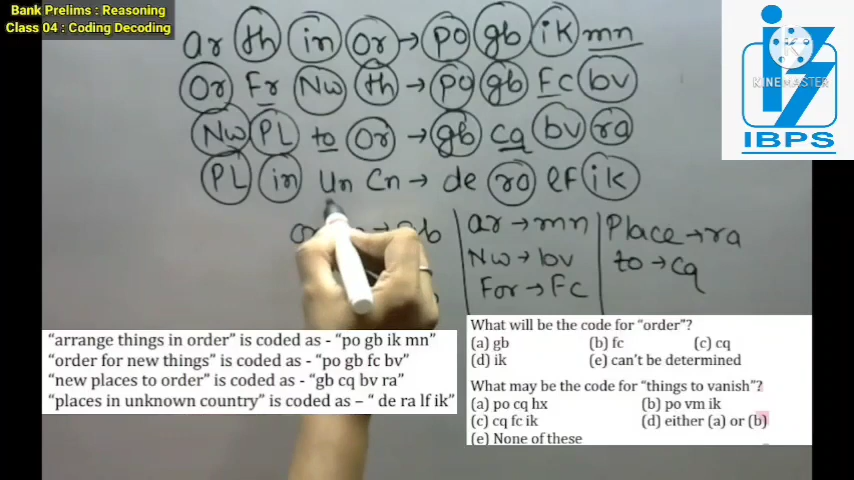 Bank Prelims : Reasoning
Class 04 : Coding Decoding
ar th in Or → po gb ik mn
Or Fr Nw th → po gb Fc bv
Nw PL to Or → gb cq bv ra
PL in Un Cn → de ro lF ik
gb
ar → mn
Nw → bv
For → Fc
Place → ra
to → cq
KINEMASTER
IBPS
“arrange things in order” is coded as - “po gb ik mn”
“order for new things” is coded as - “po gb fc bv”
“new places to order” is coded as - “gb cq bv ra”
“places in unknown country” is coded as – “ de ra lf ik”
What will be the code for “order”?
(a) gb (b) fc (c) cq
(d) ik (e) can’t be determined
What may be the code for “things to vanish”?
(a) po cq hx (b) po vm ik
(c) cq fc ik (d) either (a) or (b)
(e) None of these